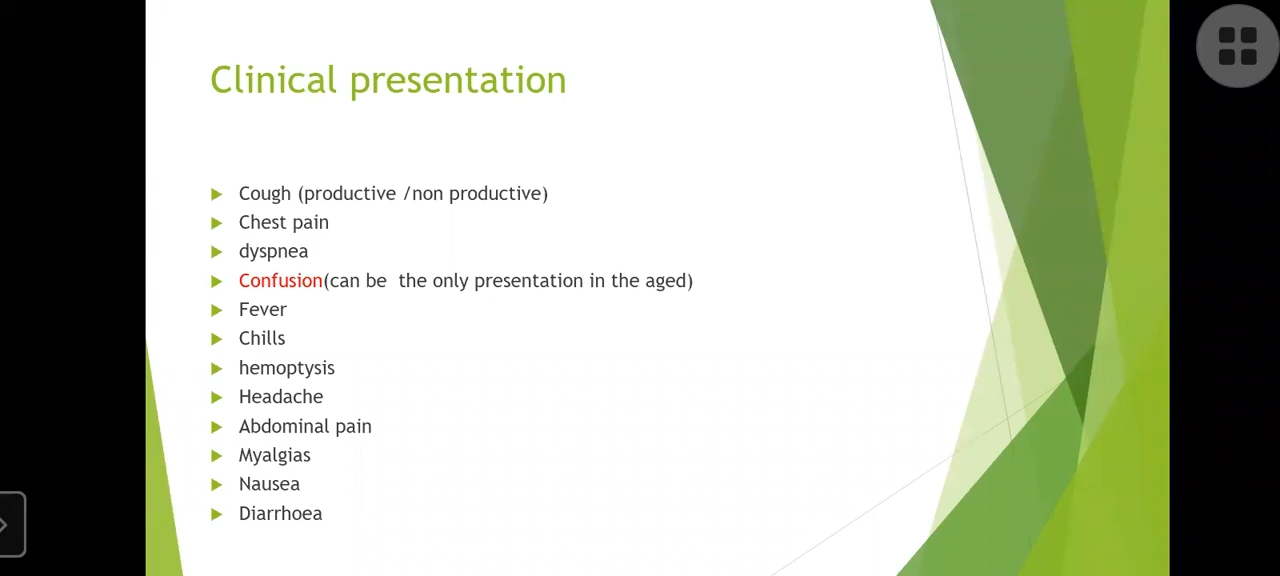 Clinical presentation
Cough (productive /non productive)
Chest pain
dyspnea
Confusion(can be the only presentation in the aged)
Fever
Chills
hemoptysis
Headache
Abdominal pain
Myalgias
Nausea
Diarrhoea